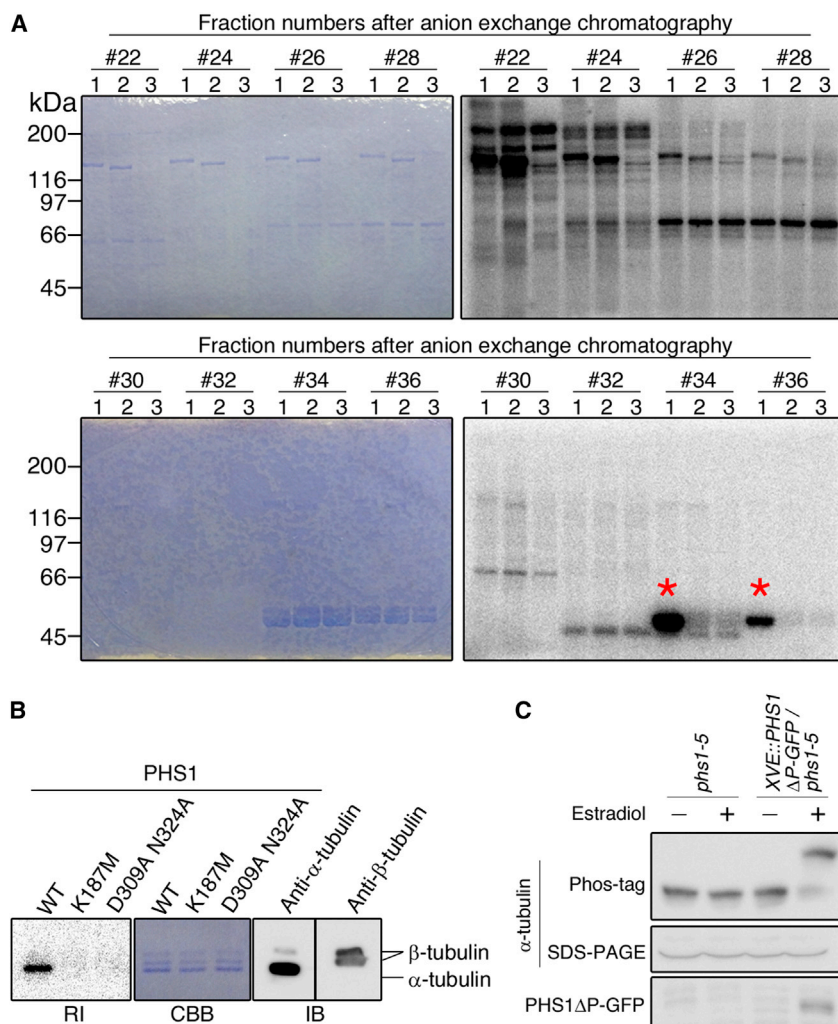 A
Fraction numbers after anion exchange chromatography
#22 #24 #26 #28 #22 #24 #26 #28
1 2 3 1 2 3 1 2 3 1 2 3 1 2 3 1 2 3 1 2 3 1 2 3
kDa
200
116
97
66
45
Fraction numbers after anion exchange chromatography
#30 #32 #34 #36 #30 #32 #34 #36
1 2 3 1 2 3 1 2 3 1 2 3 1 2 3 1 2 3 1 2 3 1 2 3
200
116
97
66
45
* *
B
PHS1
WT K187M D309A N324A WT K187M D309A N324A Anti-α-tubulin Anti-β-tubulin
β-tubulin
α-tubulin
RI CBB IB
C
phs1-5
XVE::PHS1
ΔP-GFP /
phs1-5
Estradiol − + − +
α-tubulin
Phos-tag
SDS-PAGE
PHS1ΔP-GFP